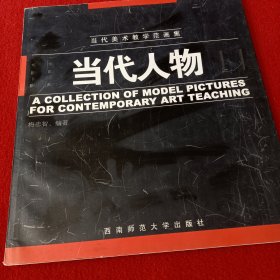 当代美术教学范画集
当代人物
A COLLECTION OF MODEL PICTURES
FOR CONTEMPORARY ART TEACHING
编著
西南师范大学出版社